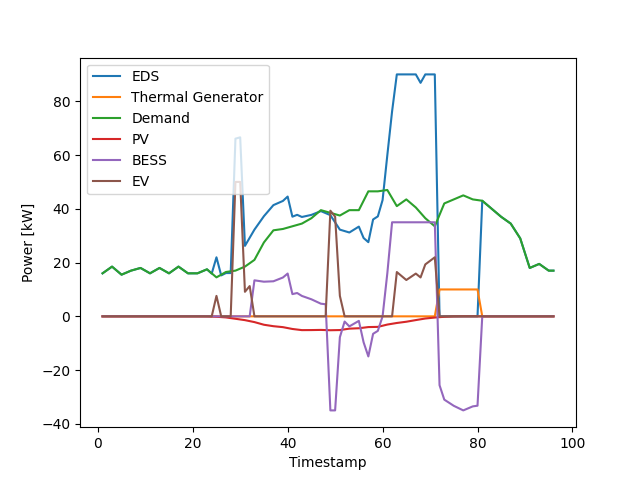 EDS
Thermal Generator
Demand
PV
BESS
EV
Power [kW]
80
60
40
20
0
−20
−40
0
20
40
60
80
100
Timestamp